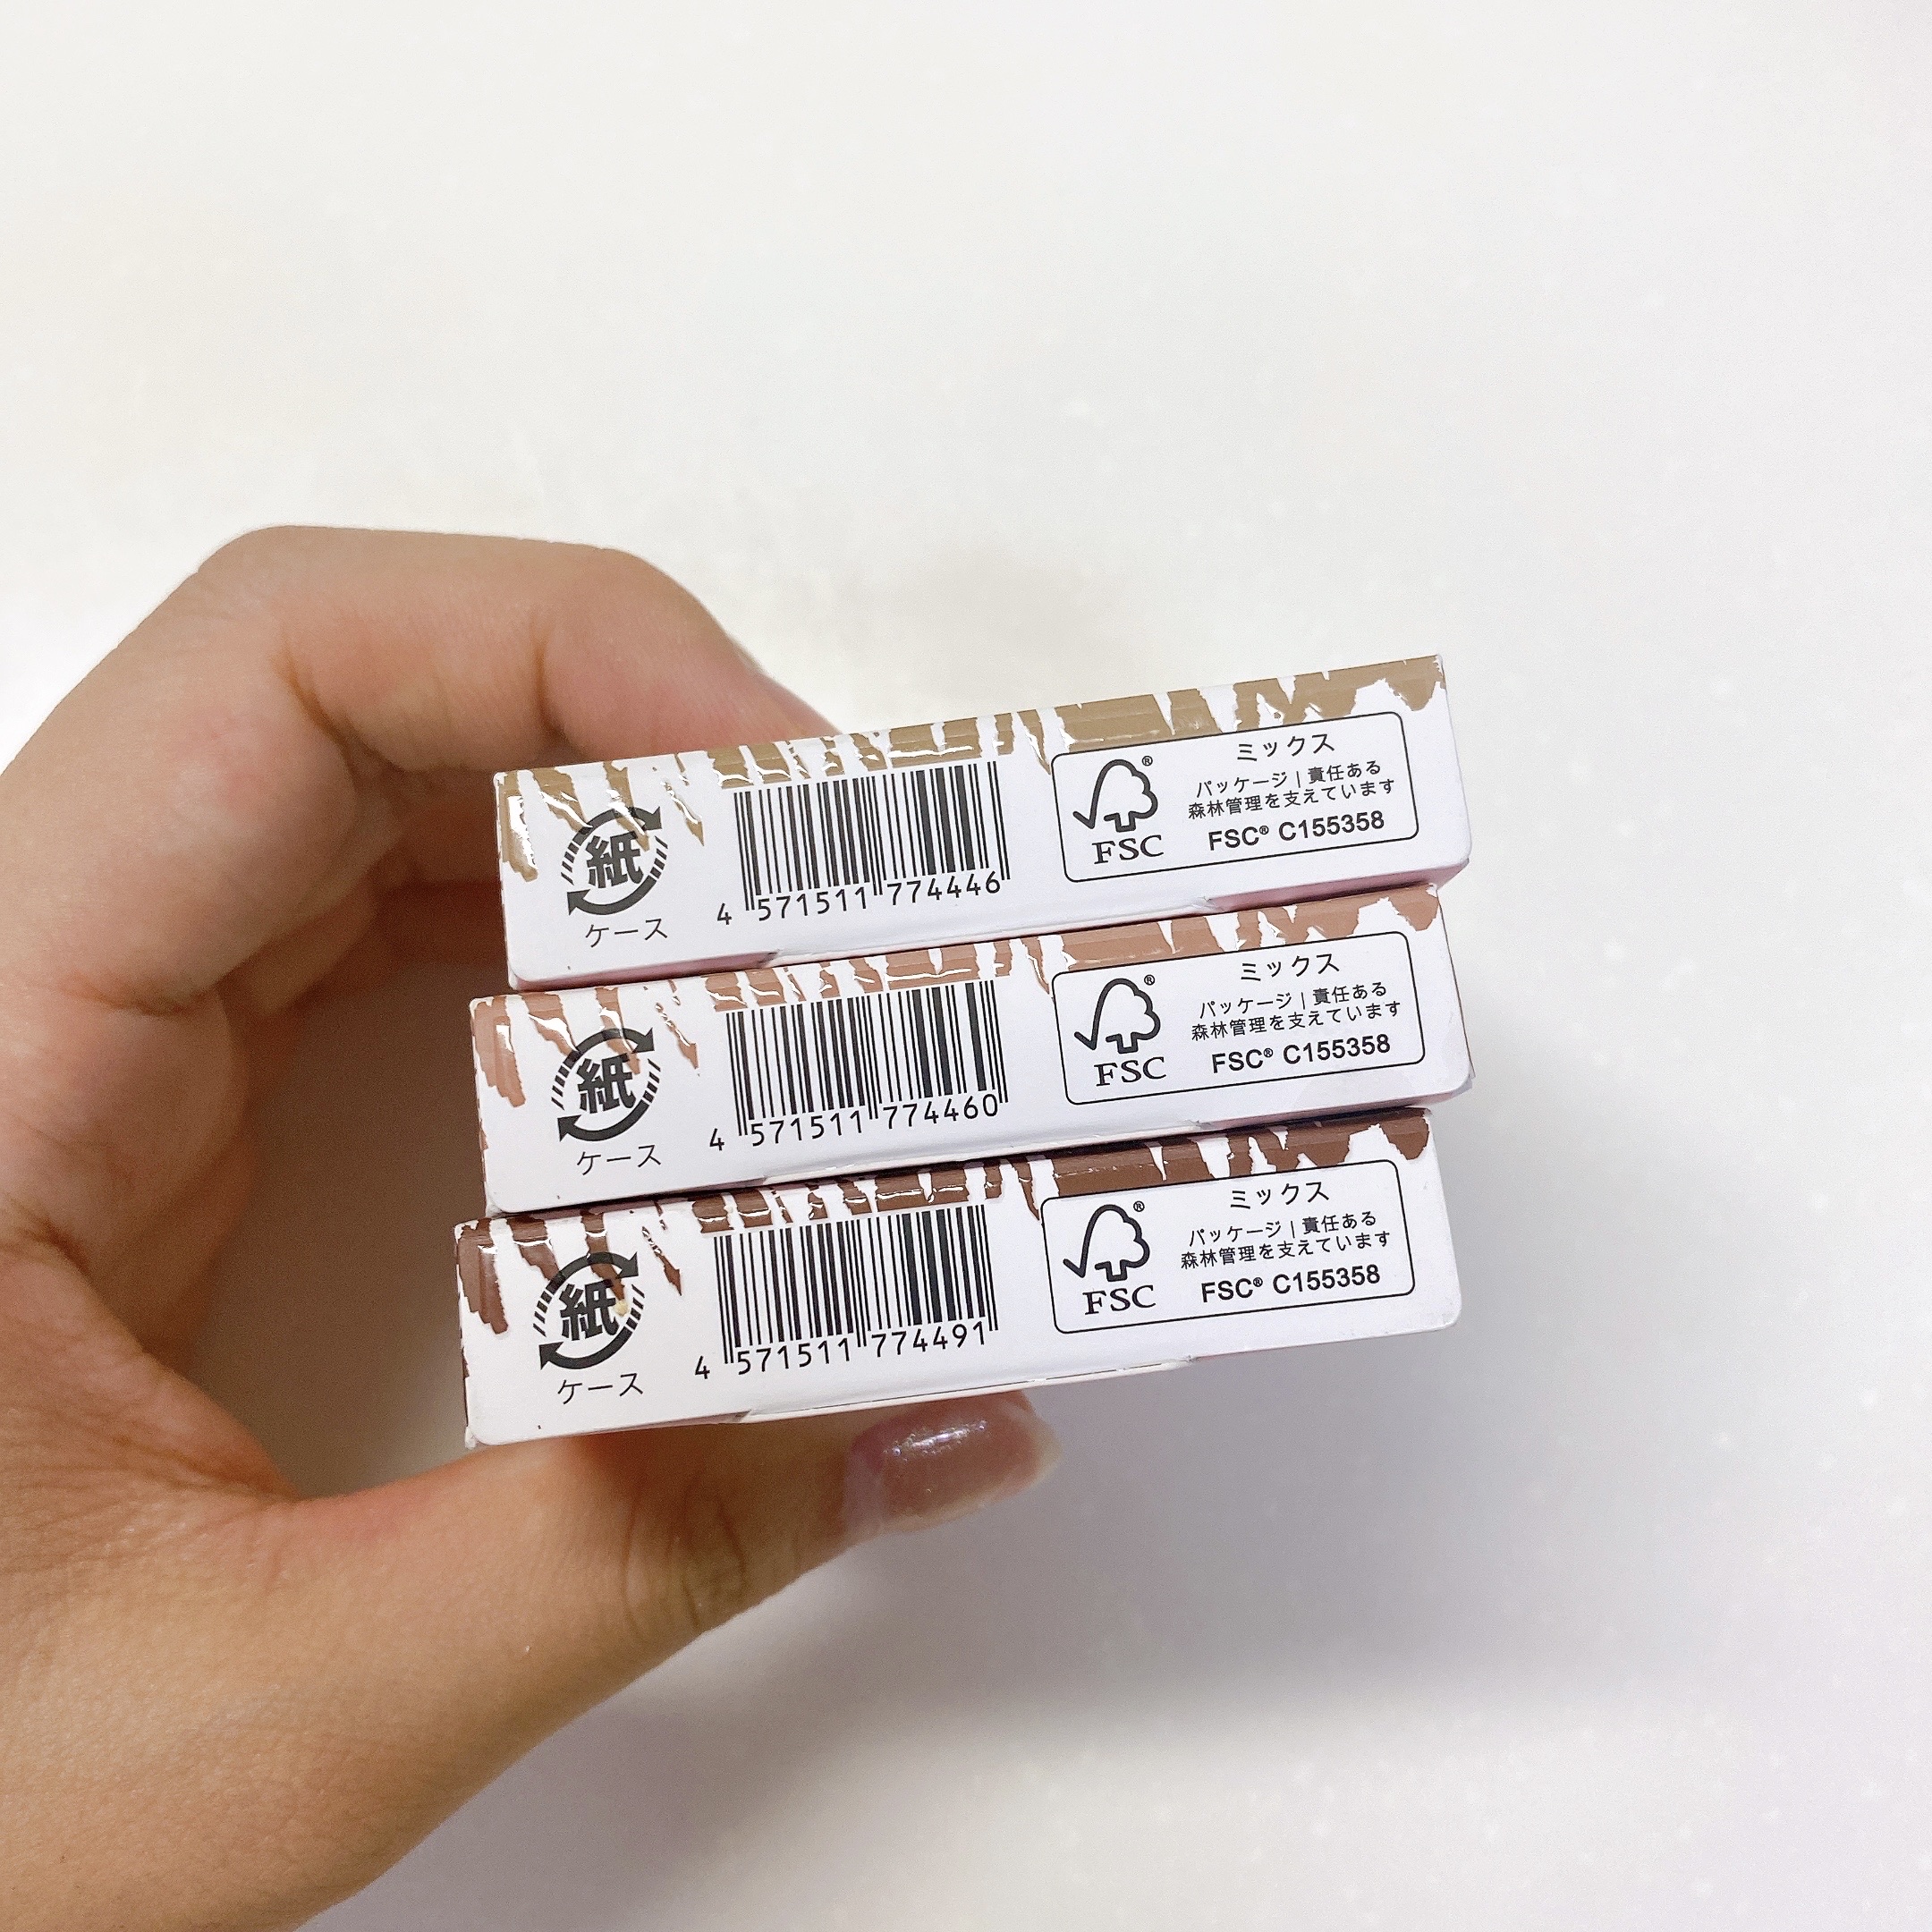 紙
ケース
4 571511 774446
FSC®
ミックス
パッケージ | 責任ある
森林管理を支えています
FSC® C155358
紙
ケース
4 571511 774460
FSC®
ミックス
パッケージ | 責任ある
森林管理を支えています
FSC® C155358
紙
ケース
4 571511 774491
FSC®
ミックス
パッケージ | 責任ある
森林管理を支えています
FSC® C155358